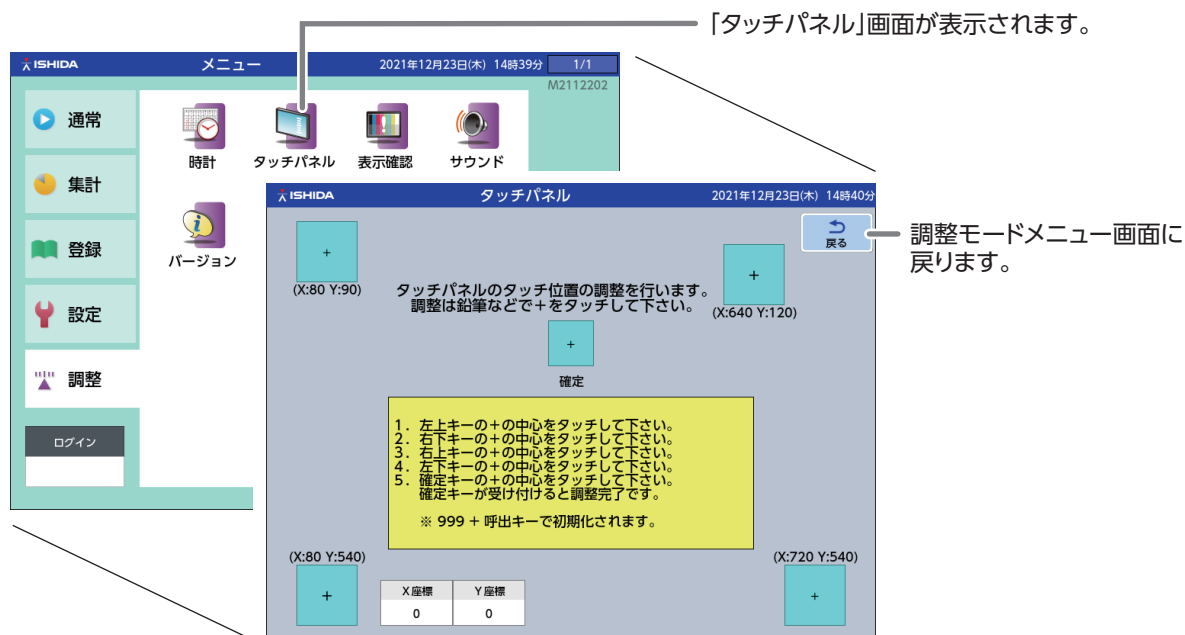 「タッチパネル」画面が表示されます。
ISHIDA
メニュー
2021年12月23日(木) 14時39分
1/1
M2112202
通常
集計
登録
設定
調整
ログイン
時計
タッチパネル
表示確認
サウンド
バージョン
ISHIDA
タッチパネル
2021年12月23日(木) 14時40分
戻る
調整モードメニュー画面に
戻ります。
+
(X:80 Y:90)
+
(X:640 Y:120)
タッチパネルのタッチ位置の調整を行います。
調整は鉛筆などで+をタッチして下さい。
+
確定
1. 左上キーの+の中心をタッチして下さい。
2. 右下キーの+の中心をタッチして下さい。
3. 右上キーの+の中心をタッチして下さい。
4. 左下キーの+の中心をタッチして下さい。
5. 確定キーの+の中心をタッチして下さい。
確定キーが受け付けると調整完了です。
※ 999 + 呼出キーで初期化されます。
(X:80 Y:540)
+
X座標 Y座標
0 0
(X:720 Y:540)
+